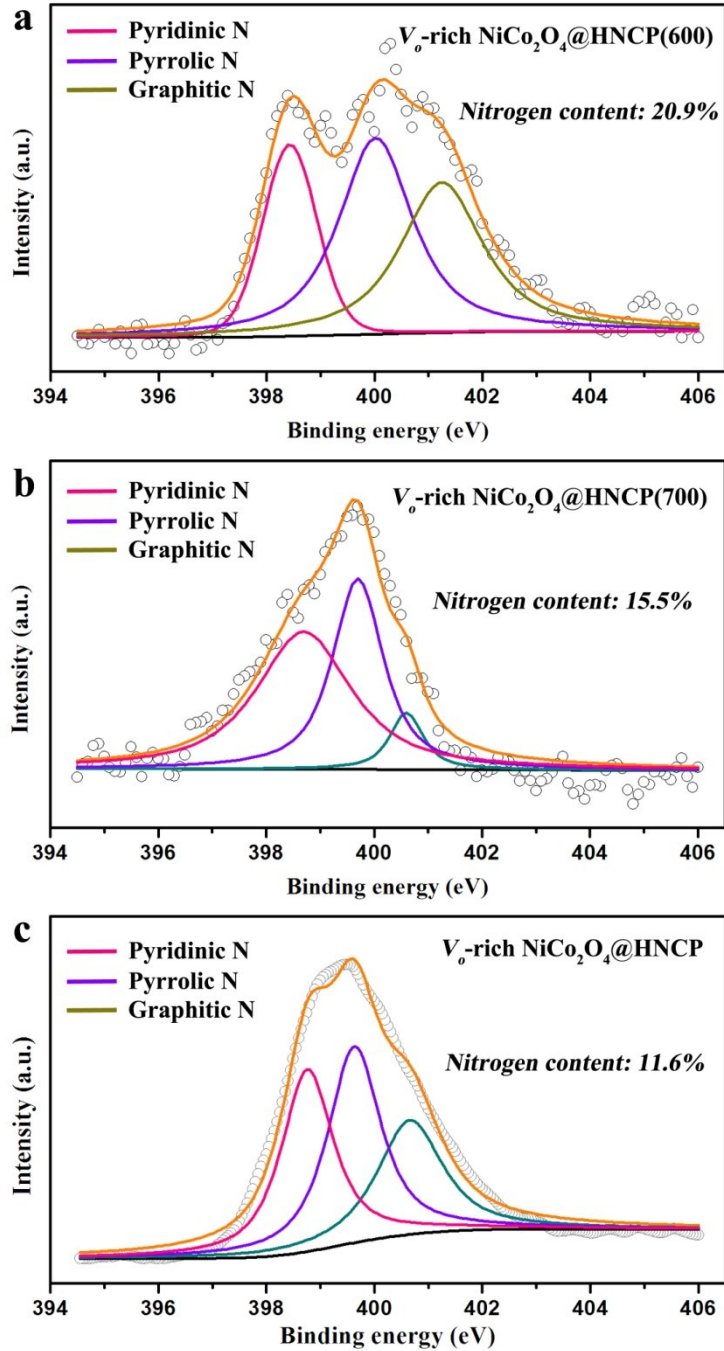 a
Pyridinic N
Pyrrolic N
Graphitic N
Vo-rich NiCo2O4@HNCP(600)
Nitrogen content: 20.9%
Intensity (a.u.)
394 396 398 400 402 404 406
Binding energy (eV)
b
Pyridinic N
Pyrrolic N
Graphitic N
Vo-rich NiCo2O4@HNCP(700)
Nitrogen content: 15.5%
Intensity (a.u.)
394 396 398 400 402 404 406
Binding energy (eV)
c
Pyridinic N
Pyrrolic N
Graphitic N
Vo-rich NiCo2O4@HNCP
Nitrogen content: 11.6%
Intensity (a.u.)
394 396 398 400 402 404 406
Binding energy (eV)